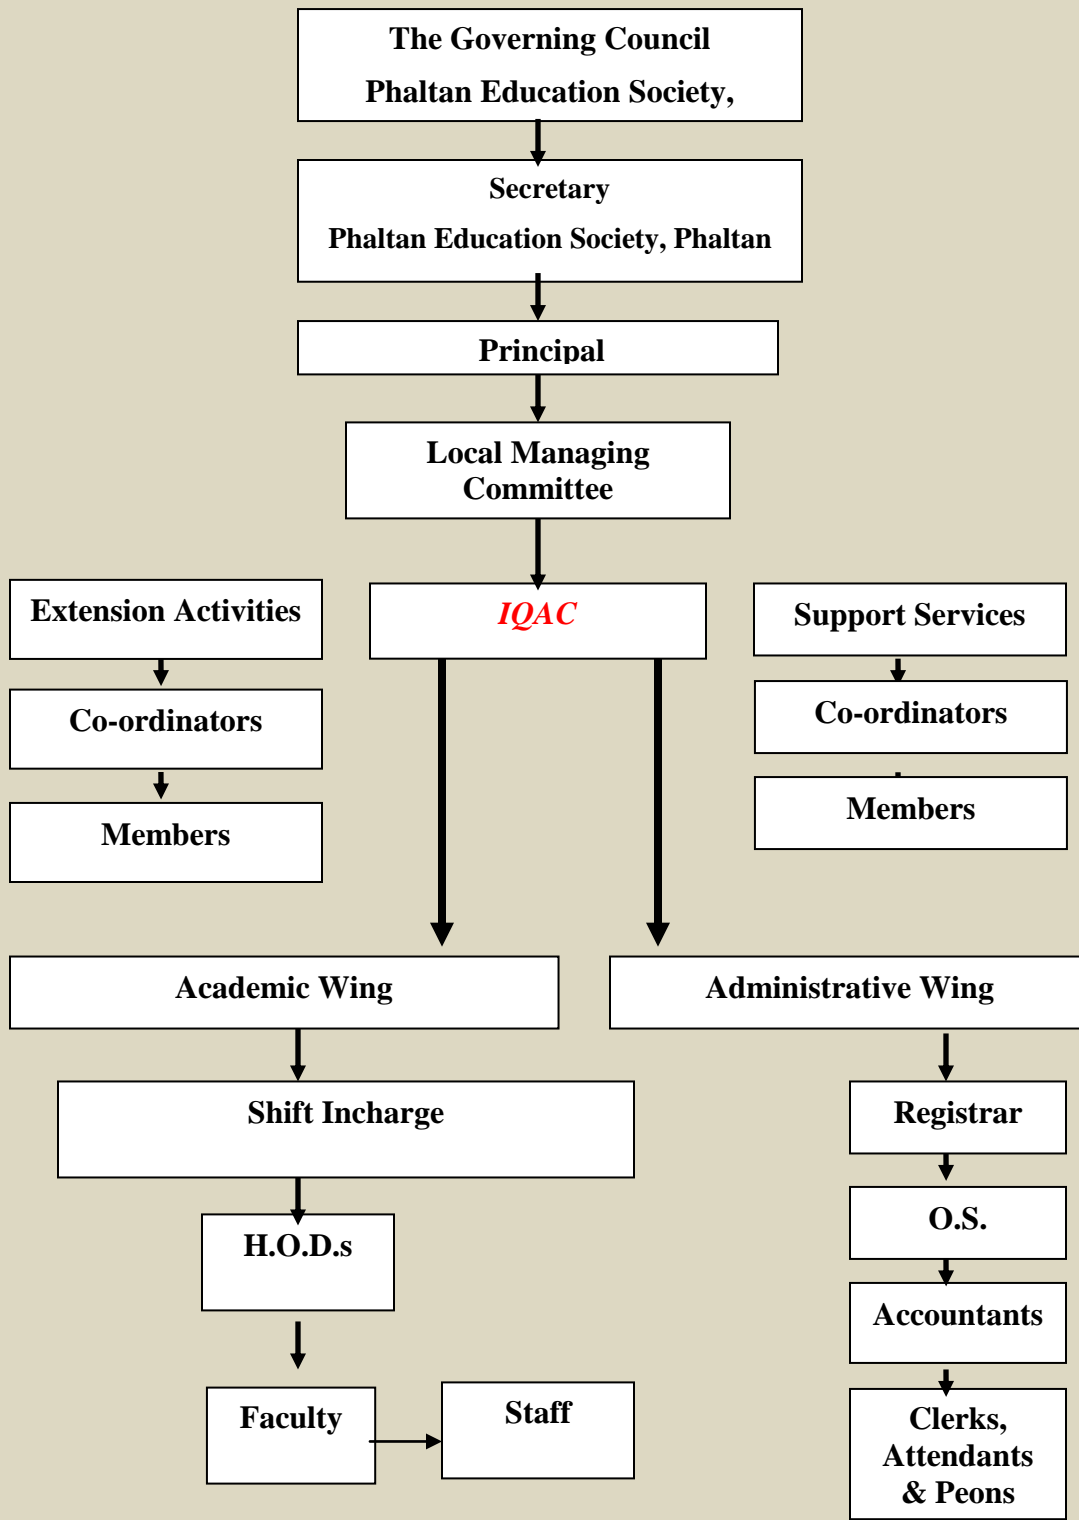 The Governing Council
Phaltan Education Society,
Secretary
Phaltan Education Society, Phaltan
Principal
Local Managing
Committee
Extension Activities
IQAC
Support Services
Co-ordinators
Co-ordinators
Members
Members
Academic Wing
Administrative Wing
Shift Incharge
Registrar
H.O.D.s
O.S.
Accountants
Faculty
Staff
Clerks,
Attendants
& Peons